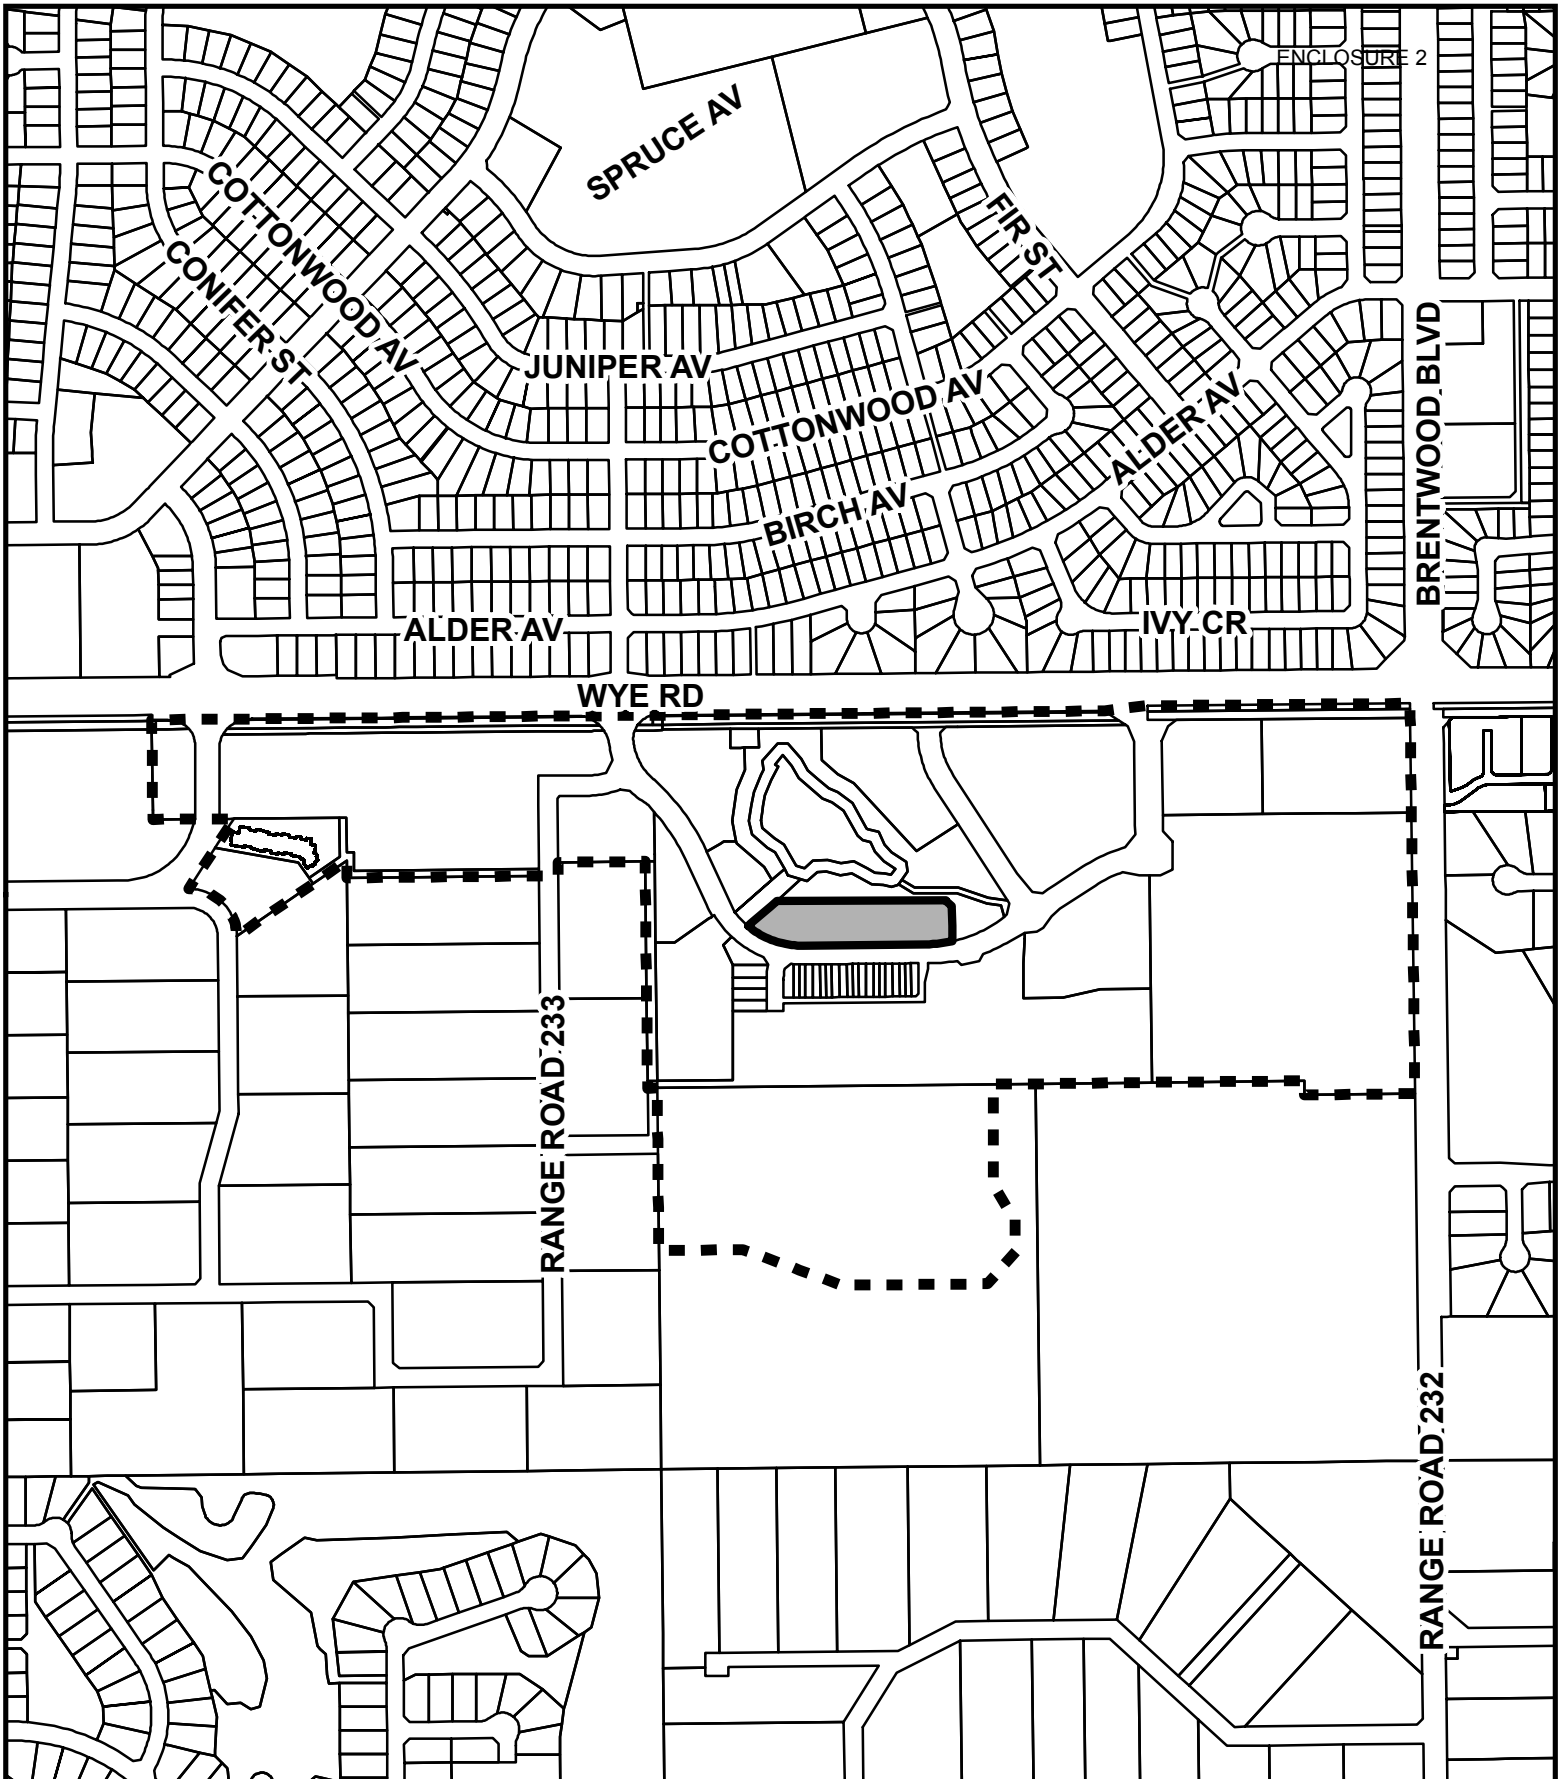 ENCLOSURE 2
SPRUCE AV
COTTONWOOD AV
FIR ST
CONIFER ST
JUNIPER AV
BRENTWOOD BLVD
COTTONWOOD AV
ALDER AV
BIRCH AV
ALDER AV
IVY CR
WYE RD
RANGE ROAD 233
RANGE ROAD 232